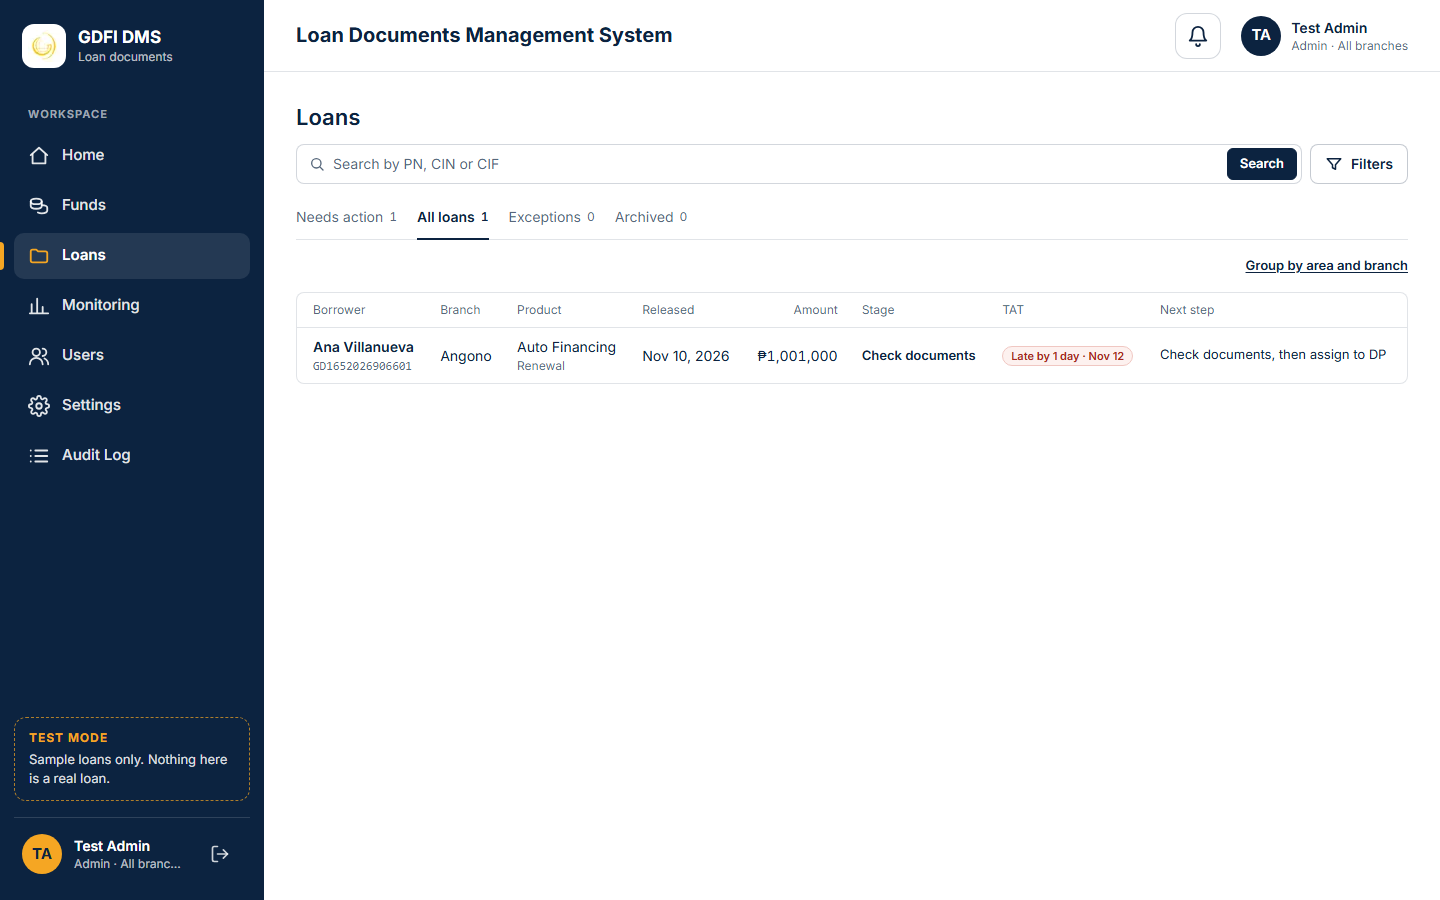 GDFI DMS
Loan documents
WORKSPACE
Home
Funds
Loans
Monitoring
Users
Settings
Audit Log
TEST MODE
Sample loans only. Nothing here
is a real loan.
TA
Test Admin
Admin · All branc...
Loan Documents Management System
TA
Test Admin
Admin · All branches
Loans
Search by PN, CIN or CIF
Search
Filters
Needs action 1 All loans 1 Exceptions 0 Archived 0
Group by area and branch
Borrower Branch Product Released Amount Stage TAT Next step
Ana Villanueva
GD1652026906601
Angono
Auto Financing
Renewal
Nov 10, 2026
₱1,001,000
Check documents
Late by 1 day · Nov 12
Check documents, then assign to DP